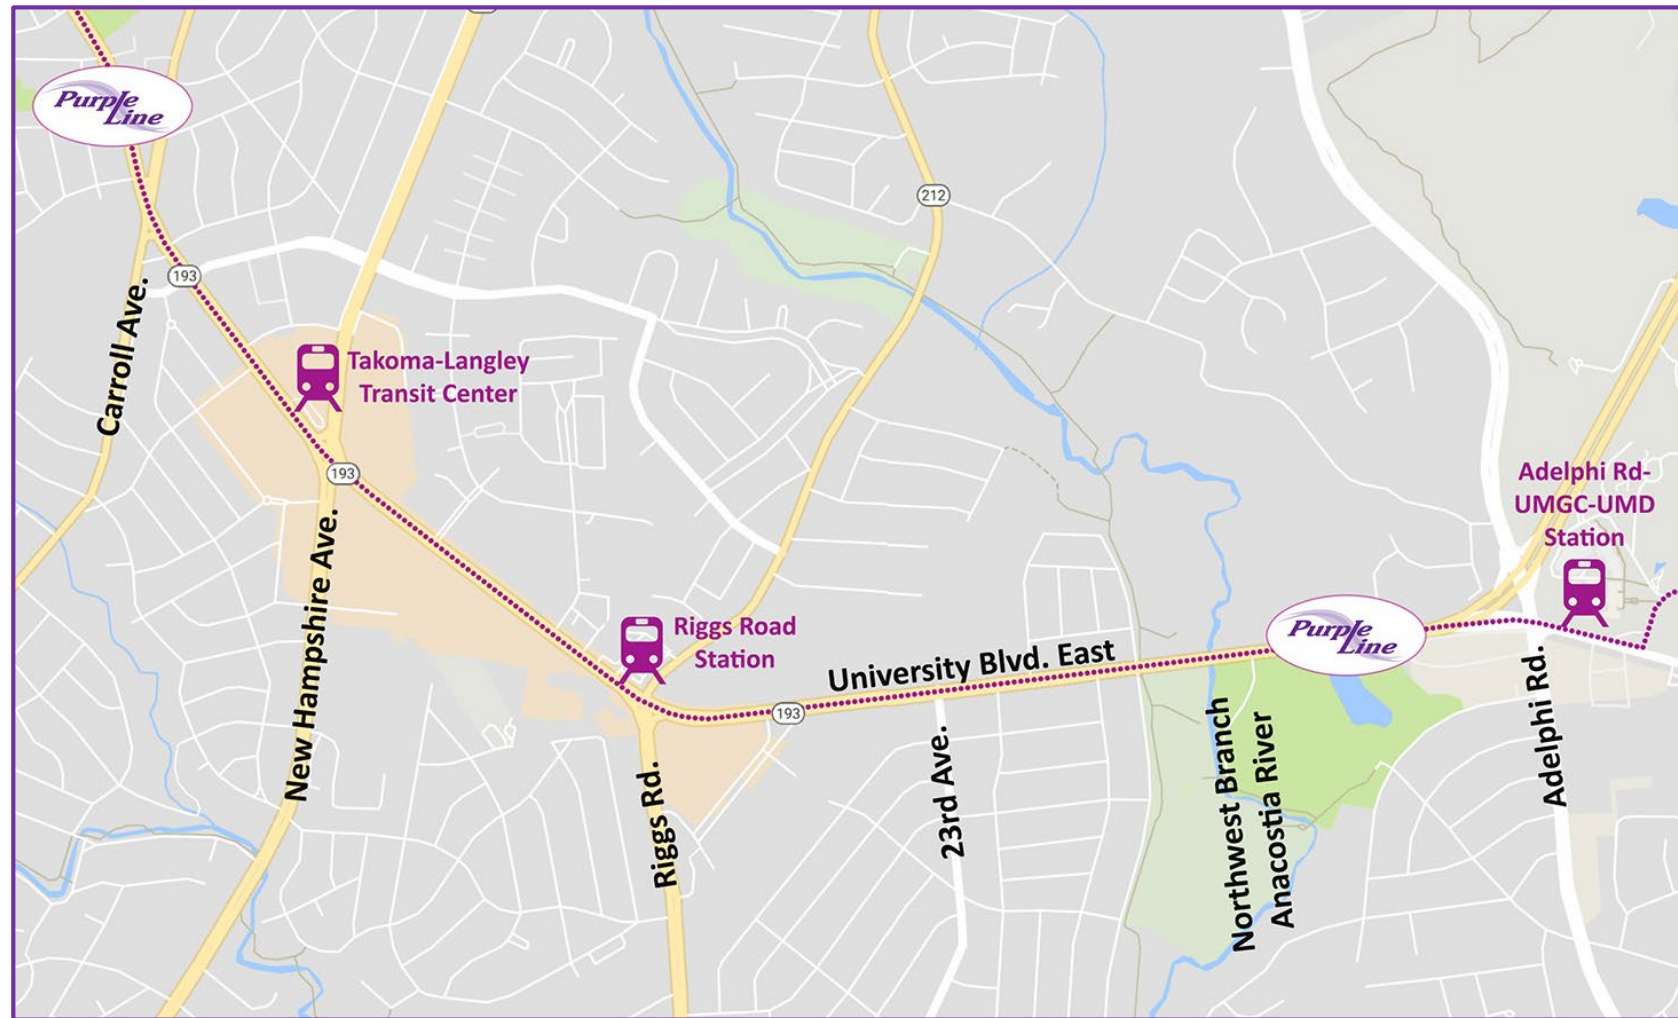 Purple
Line
212
193
Carroll Ave.
Takoma-Langley
Transit Center
193
Adelphi Rd-
UMGC-UMD
Station
New Hampshire Ave.
Riggs Road
Station
Purple
Line
University Blvd. East
193
Riggs Rd.
23rd Ave.
Northwest Branch
Anacostia River
Adelphi Rd.